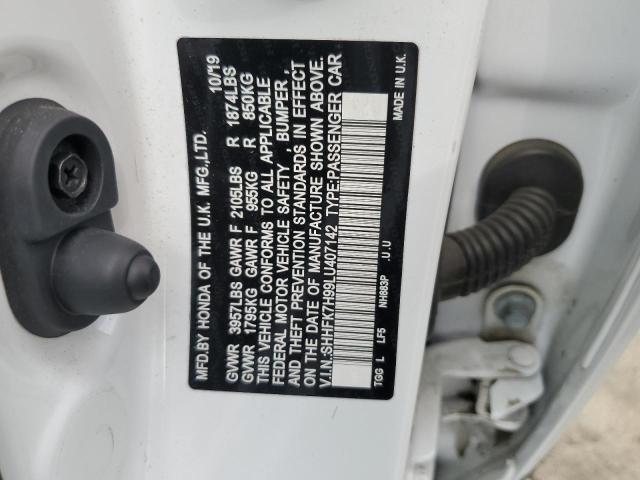 MFD.BY HONDA OF THE U.K. MFG.,LTD. 10/19
GVWR 3957LBS GAWR F 2105LBS R 1874LBS
GVWR 1795KG GAWR F 955KG R 850KG
THIS VEHICLE CONFORMS TO ALL APPLICABLE
FEDERAL MOTOR VEHICLE SAFETY , BUMPER ,
AND THEFT PREVENTION STANDARDS IN EFFECT
ON THE DATE OF MANUFACTURE SHOWN ABOVE.
V.I.N.:SHHFK7H99LU407142 TYPE:PASSENGER CAR
TGG L LF5 NH883P J.U MADE IN U.K.